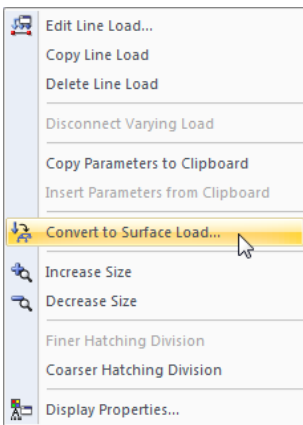 Edit Line Load...
Copy Line Load
Delete Line Load
Disconnect Varying Load
Copy Parameters to Clipboard
Insert Parameters from Clipboard
Convert to Surface Load...
Increase Size
Decrease Size
Finer Hatching Division
Coarser Hatching Division
Display Properties...